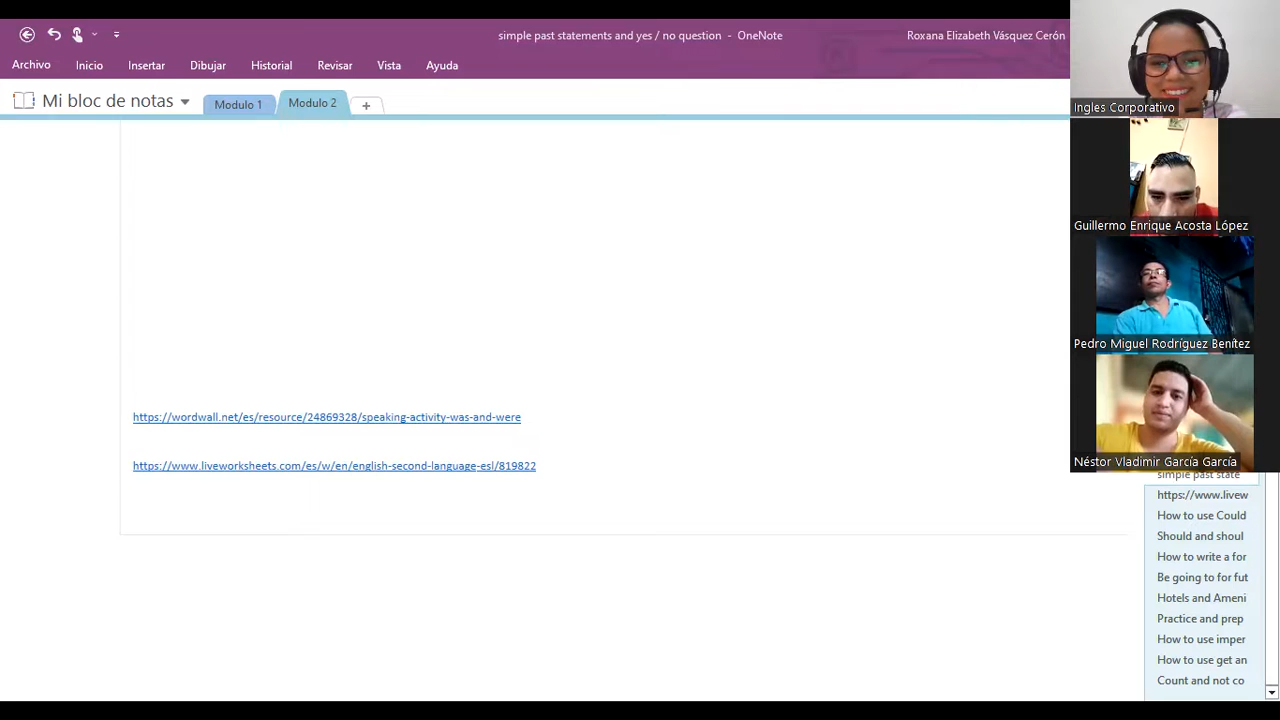 simple past statements and yes / no question - OneNote
Roxana Elizabeth Vásquez Cerón
Archivo Inicio Insertar Dibujar Historial Revisar Vista Ayuda
Mi bloc de notas Modulo 1 Modulo 2 +
Ingles Corporativo
Guillermo Enrique Acosta López
Pedro Miguel Rodríguez Benítez
https://wordwall.net/es/resource/24869328/speaking-activity-was-and-were
https://www.liveworksheets.com/es/w/en/english-second-language-esl/819822
Néstor Vladimir García García
simple past state
https://www.livew
How to use Could
Should and shoul
How to write a for
Be going to for fut
Hotels and Ameni
Practice and prep
How to use imper
How to use get an
Count and not co